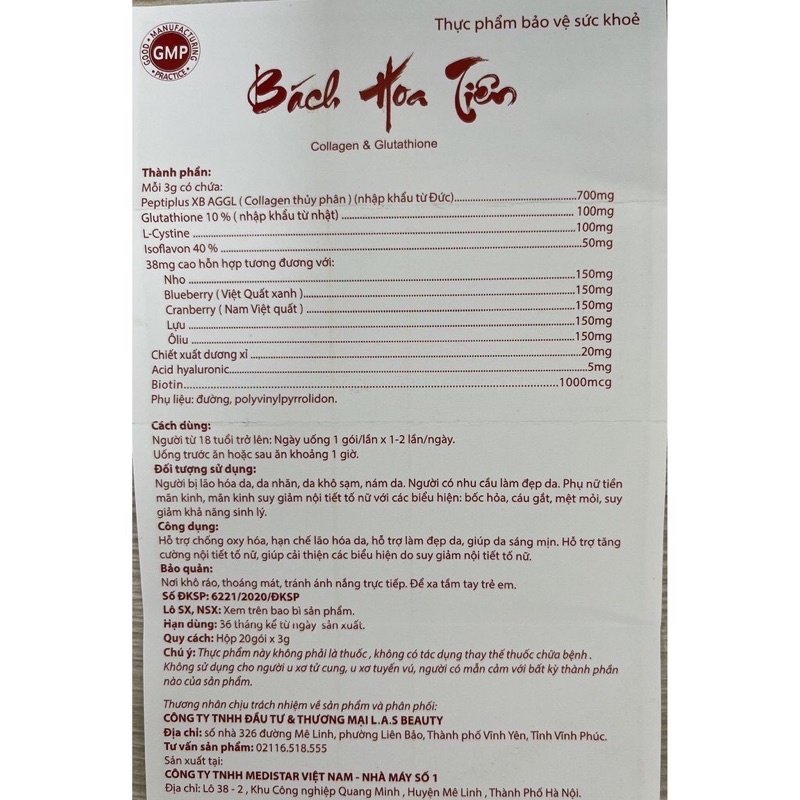 Thực phẩm bảo vệ sức khoẻ
GOOD MANUFACTURING PRACTICE
GMP
Bách Hoa Tiên
Collagen & Glutathione
Thành phần:
Mỗi 3g có chứa:
Peptiplus XB AGGL ( Collagen thủy phân ) (nhập khẩu từ Đức)....700mg
Glutathione 10 % ( nhập khẩu từ nhật) .... 100mg
L-Cystine ....100mg
Isoflavon 40 % .... 50mg
38mg cao hỗn hợp tương đương với:
Nho ....150mg
Blueberry ( Việt Quất xanh )....150mg
Cranberry ( Nam Việt quất ) ....150mg
Lựu ....150mg
Ôliu ....150mg
Chiết xuất dương xỉ ....20mg
Acid hyaluronic....5mg
Biotin....1000mcg
Phụ liệu: đường, polyvinylpyrrolidon.
Cách dùng:
Người từ 18 tuổi trở lên: Ngày uống 1 gói/lần x 1-2 lần/ngày.
Uống trước ăn hoặc sau ăn khoảng 1 giờ.
Đối tượng sử dụng:
Người bị lão hóa da, da nhăn, da khô sạm, nám da. Người có nhu cầu làm đẹp da. Phụ nữ tiền
mãn kinh, mãn kinh suy giảm nội tiết tố nữ với các biểu hiện: bốc hỏa, cáu gắt, mệt mỏi, suy
giảm khả năng sinh lý.
Công dụng:
Hỗ trợ chống oxy hóa, hạn chế lão hóa da, hỗ trợ làm đẹp da, giúp da sáng mịn. Hỗ trợ tăng
cường nội tiết tố nữ, giúp cải thiện các biểu hiện do suy giảm nội tiết tố nữ.
Bảo quản:
Nơi khô ráo, thoáng mát, tránh ánh nắng trực tiếp. Để xa tầm tay trẻ em.
Số ĐKSP: 6221/2020/ĐKSP
Lô SX, NSX: Xem trên bao bì sản phẩm.
Hạn dùng: 36 tháng kể từ ngày sản xuất.
Quy cách: Hộp 20gói x 3g
Chú ý: Thực phẩm này không phải là thuốc , không có tác dụng thay thế thuốc chữa bệnh .
Không sử dụng cho người u xơ tử cung, u xơ tuyến vú, người có mẫn cảm với bất kỳ thành phần
nào của sản phẩm.
Thương nhân chịu trách nhiệm về sản phẩm và phân phối:
CÔNG TY TNHH ĐẦU TƯ & THƯƠNG MẠI L.A.S BEAUTY
Địa chỉ: số nhà 326 đường Mê Linh, phường Liên Bảo, Thành phố Vĩnh Yên, Tỉnh Vĩnh Phúc.
Tư vấn sản phẩm: 02116.518.555
Sản xuất tại:
CÔNG TY TNHH MEDISTAR VIỆT NAM - NHÀ MÁY SỐ 1
Địa chỉ: Lô 38 - 2 , Khu Công nghiệp Quang Minh , Huyện Mê Linh , Thành Phố Hà Nội.